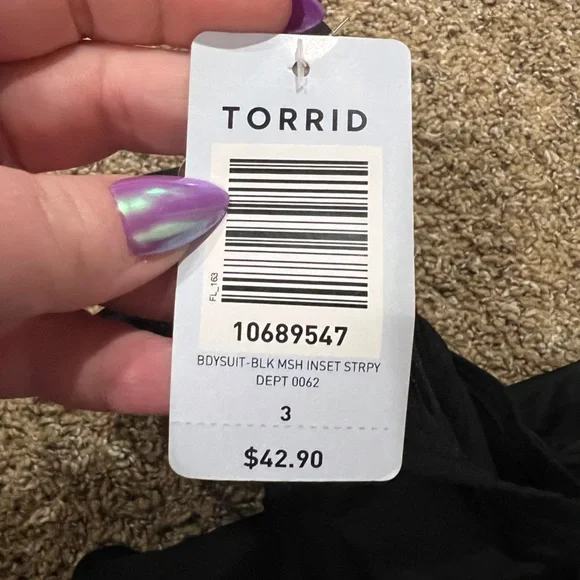 TORRID
FL_163
10689547
BDYSUIT-BLK MSH INSET STRPY
DEPT 0062
3
$42.90